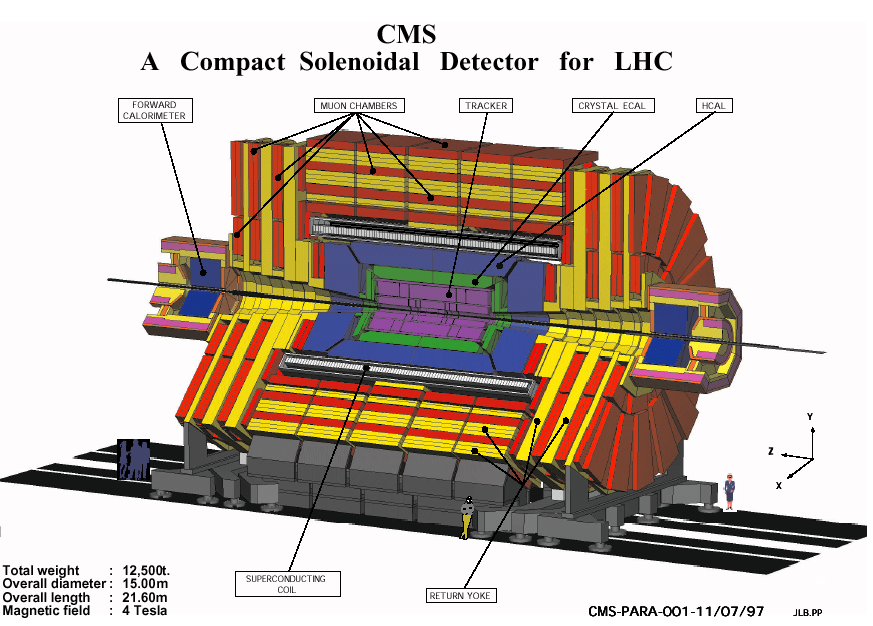 CMS
A Compact Solenoidal Detector for LHC
FORWARD
CALORIMETER
MUON CHAMBERS
TRACKER
CRYSTAL ECAL
HCAL
Y
Z
X
SUPERCONDUCTING
COIL
RETURN YOKE
Total weight : 12,500t.
Overall diameter : 15.00m
Overall length : 21.60m
Magnetic field : 4 Tesla
CMS-PARA-001-11/07/97 JLB.PP